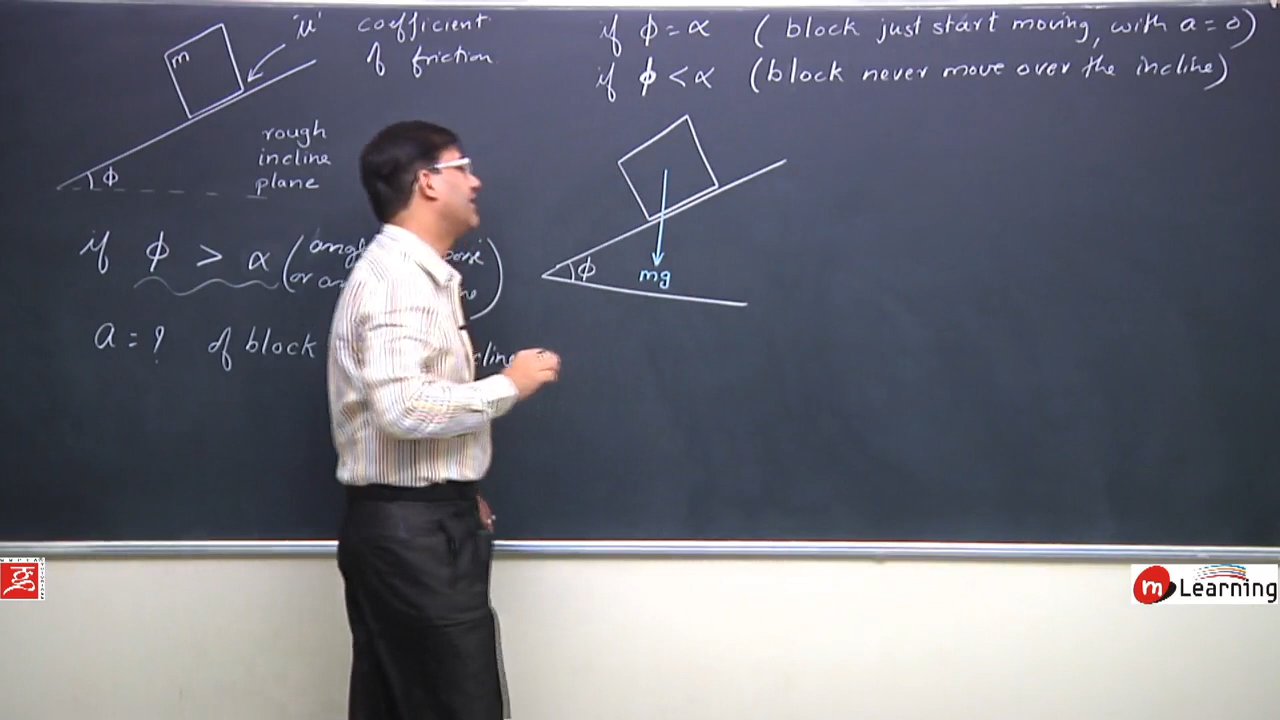 'μ' coefficient
of friction
m
rough
incline
plane
ϕ
if ϕ > α (
a = ? of block
if ϕ = α ( block just start moving, with a = 0 )
if ϕ < α (block never move over the incline)
ϕ
mg
m Learning